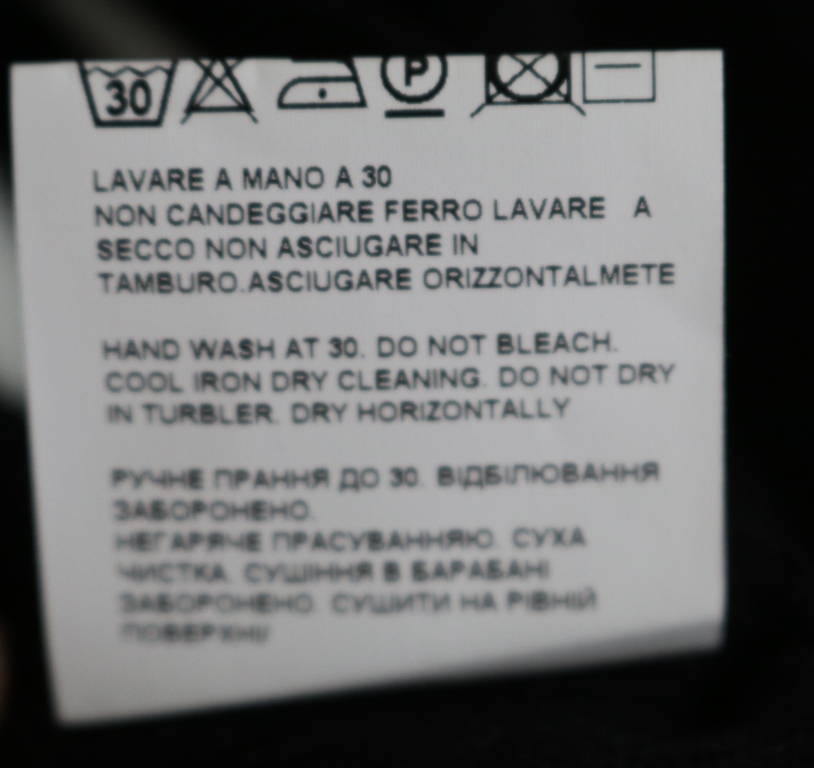 30 P
LAVARE A MANO A 30
NON CANDEGGIARE FERRO LAVARE A
SECCO NON ASCIUGARE IN
TAMBURO.ASCIUGARE ORIZZONTALMETE
HAND WASH AT 30. DO NOT BLEACH.
COOL IRON DRY CLEANING. DO NOT DRY
IN TURBLER. DRY HORIZONTALLY
РУЧНЕ ПРАННЯ ДО 30. ВІДБІЛЮВАННЯ
ЗАБОРОНЕНО.
НЕГАРЯЧЕ ПРАСУВАННЯЮ. СУХА
ЧИСТКА. СУШІННЯ В БАРАБАНІ
ЗАБОРОНЕНО. СУШИТИ НА РІВНІЙ
ПОВЕРХНІ